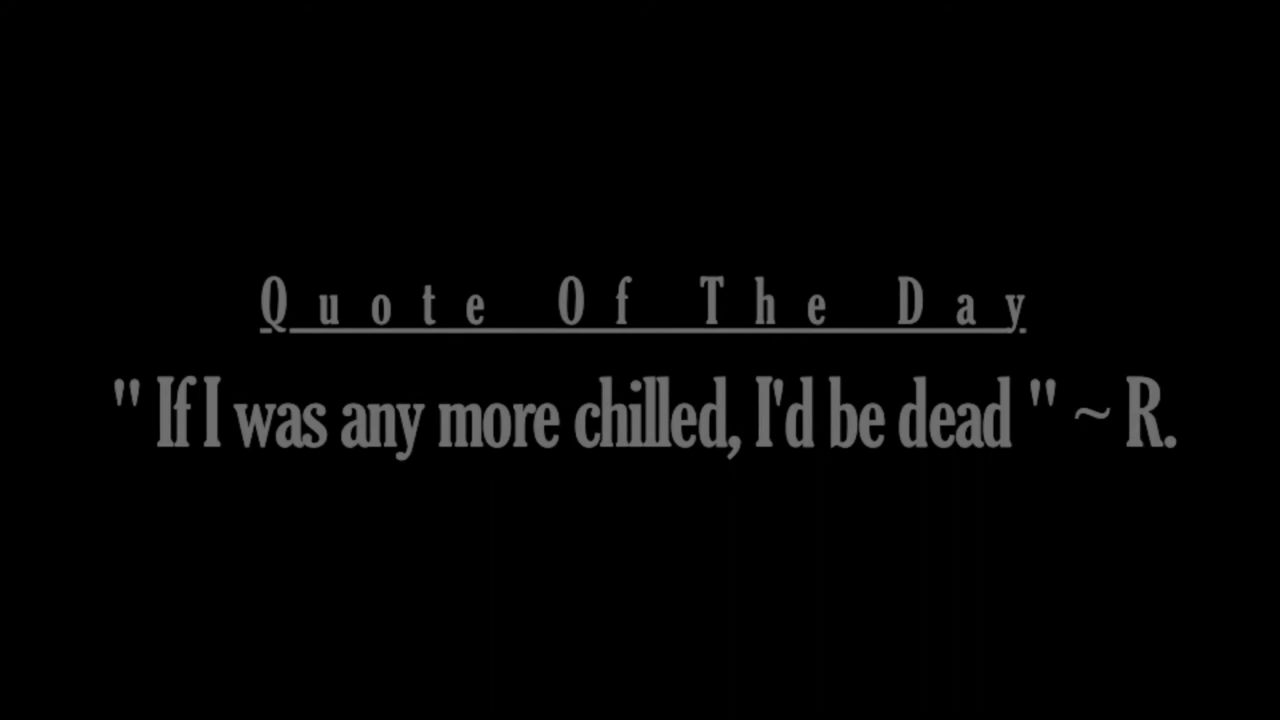 Quote Of The Day
" If I was any more chilled, I'd be dead " ~ R.